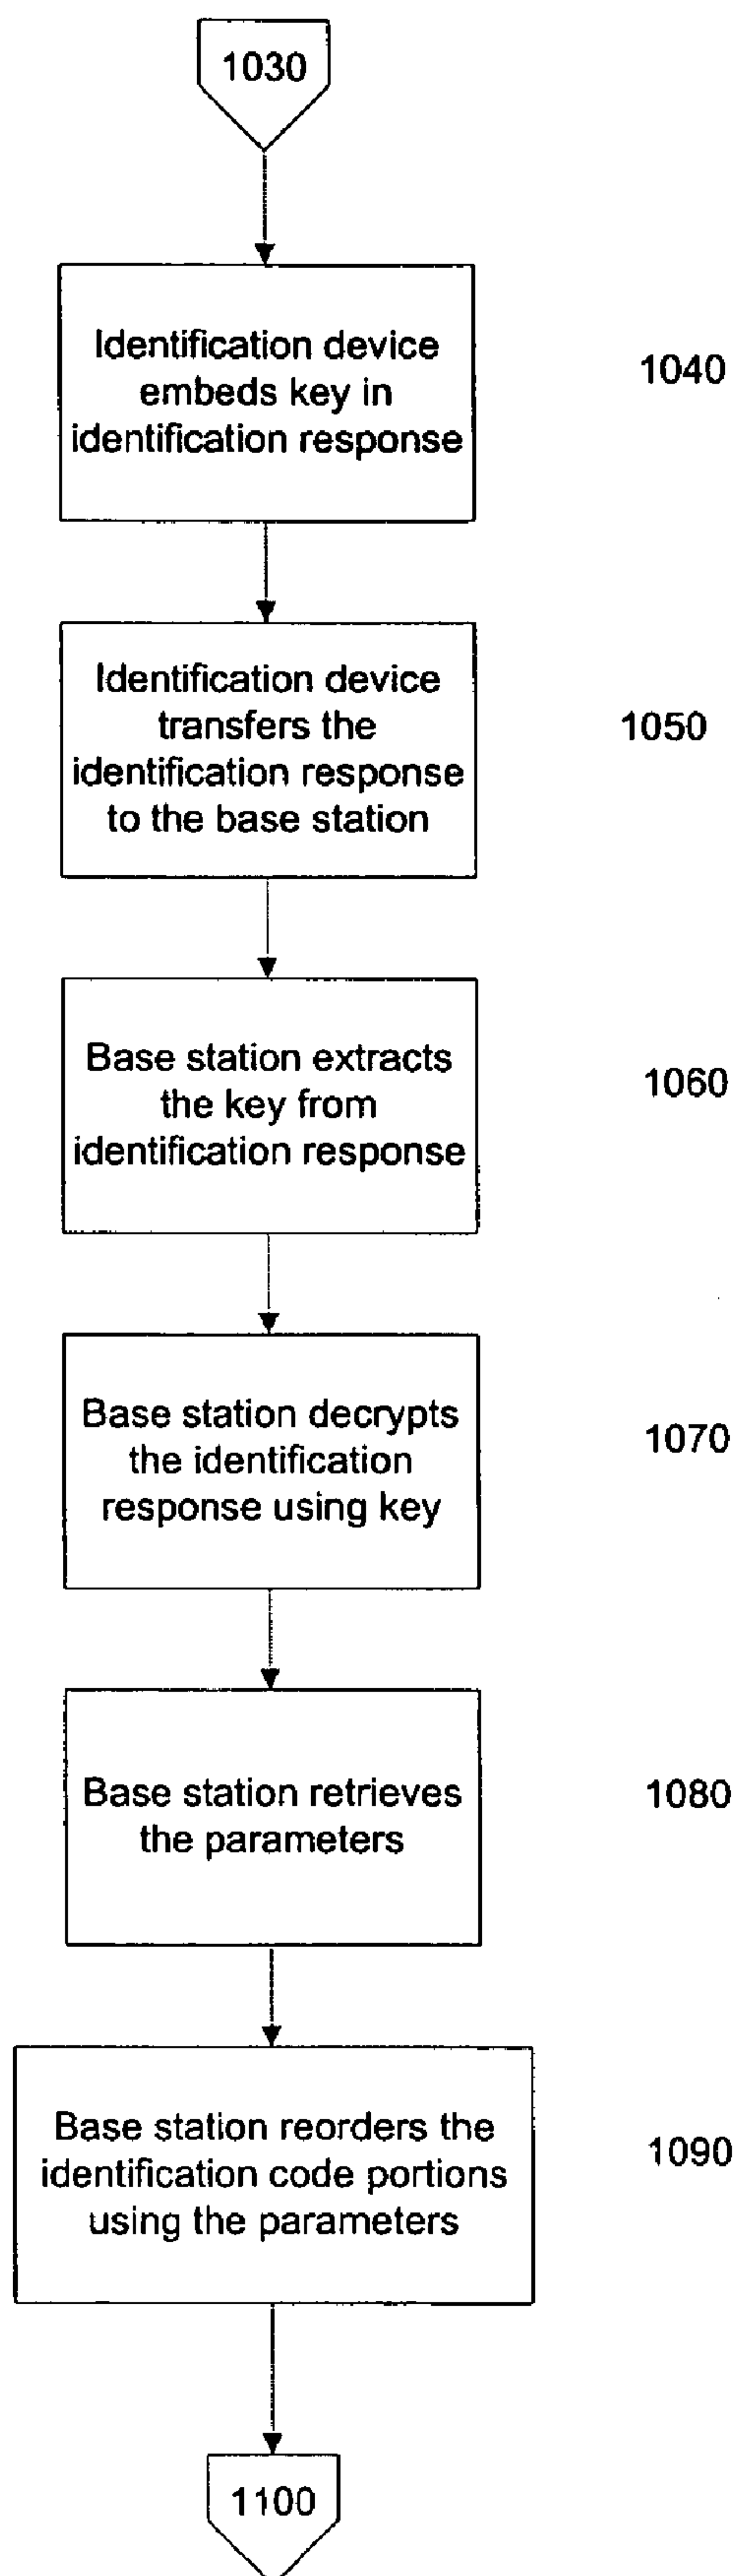 1030
Identification device
embeds key in
identification response
1040
Identification device
transfers the
identification response
to the base station
1050
Base station extracts
the key from
identification response
1060
Base station decrypts
the identification
response using key
1070
Base station retrieves
the parameters
1080
Base station reorders the
identification code portions
using the parameters
1090
1100